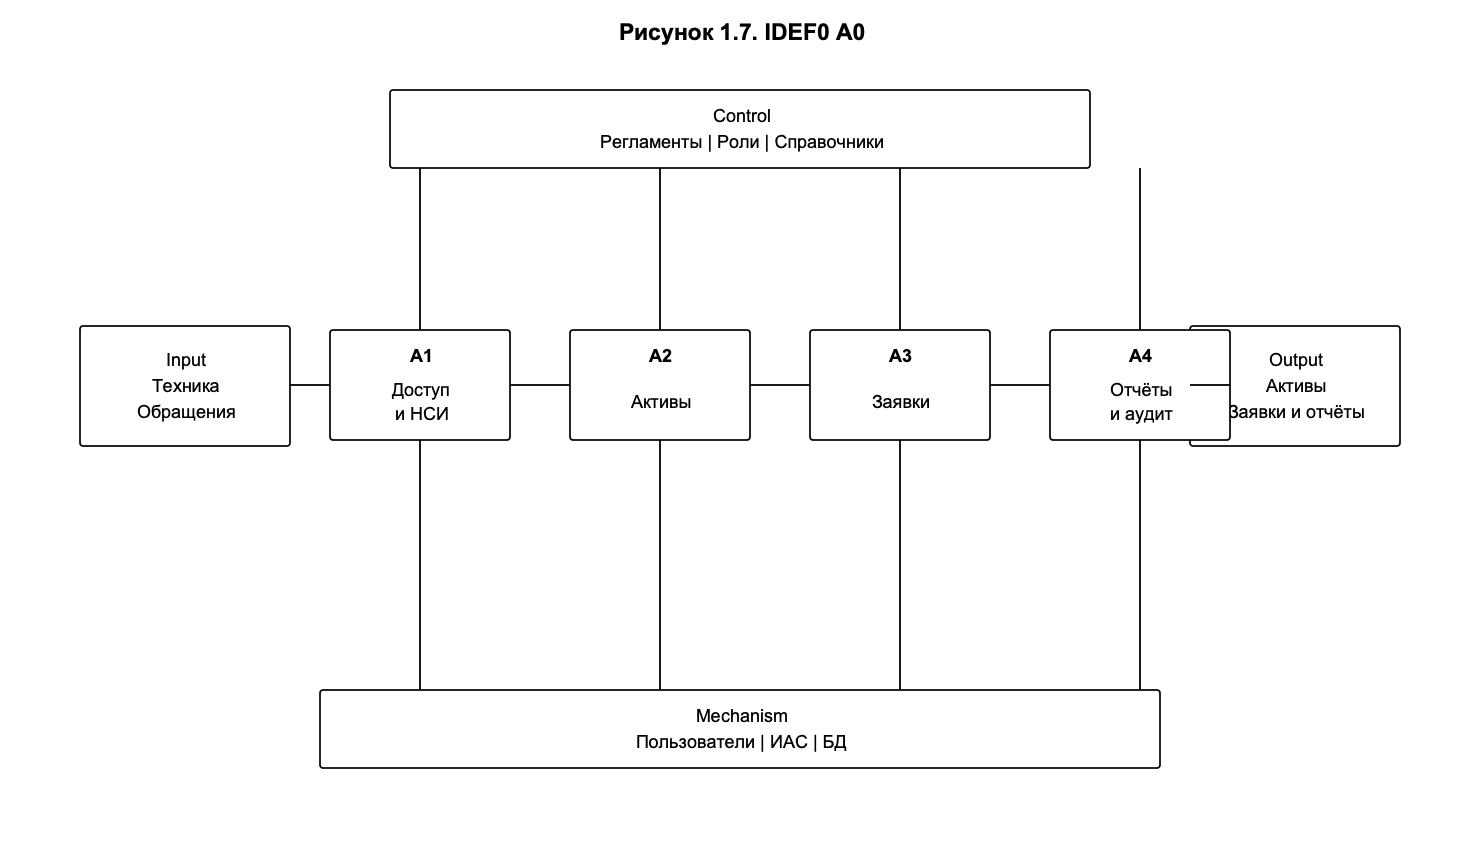 Рисунок 1.7. IDEF0 A0
Control
Регламенты | Роли | Справочники
Input
Техника
Обращения
A1
Доступ
и НСИ
A2
Активы
A3
Заявки
A4
Отчёты
и аудит
Output
Активы
Заявки и отчёты
Mechanism
Пользователи | ИАС | БД